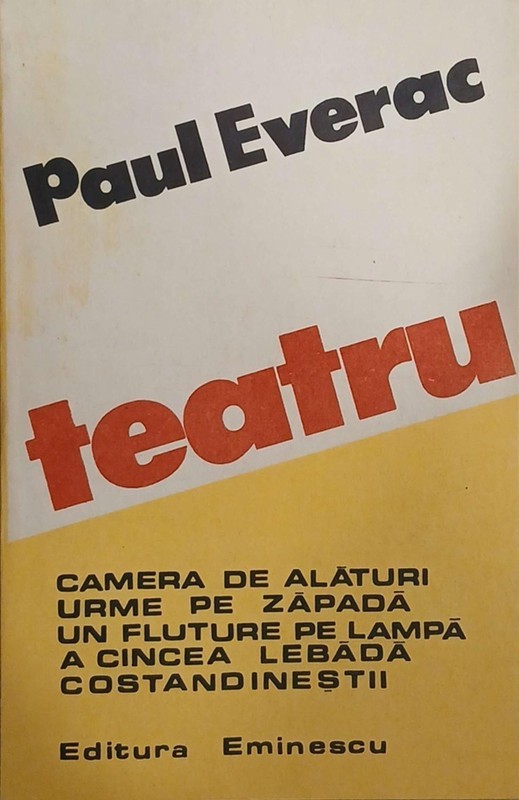 Paul Everac
teatru
CAMERA DE ALĂTURI
URME PE ZĂPADĂ
UN FLUTURE PE LAMPĂ
A CINCEA LEBĂDĂ
COSTANDINEȘTII
Editura Eminescu